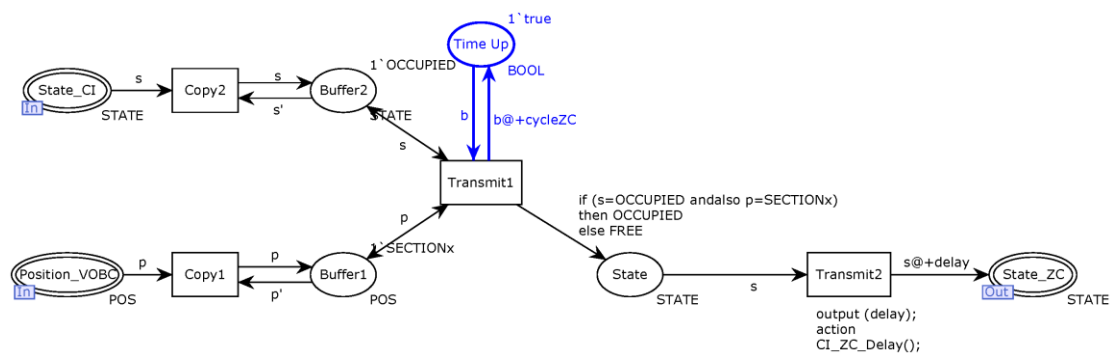 1`true
Time Up
BOOL
b
b@+cycleZC
State_CI
In
STATE
s
Copy2
s
s'
1`OCCUPIED
Buffer2
STATE
s
Transmit1
p
if (s=OCCUPIED andalso p=SECTIONx)
then OCCUPIED
else FREE
Position_VOBC
In
POS
p
Copy1
p
p'
1`SECTIONx
Buffer1
POS
State
STATE
s
Transmit2
output (delay);
action
CI_ZC_Delay();
s@+delay
State_ZC
Out
STATE